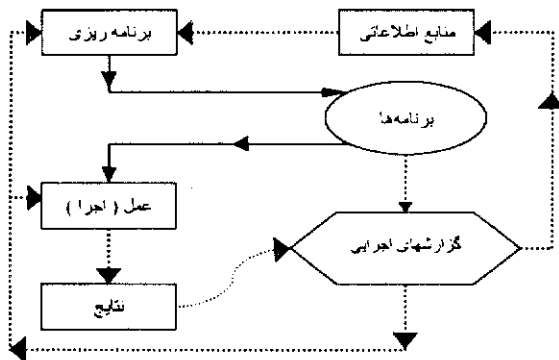 منابع اطلاعاتی
برنامه ریزی
برنامه‌ها
عمل ( اجرا )
گزارشهای اجرایی
نتایج